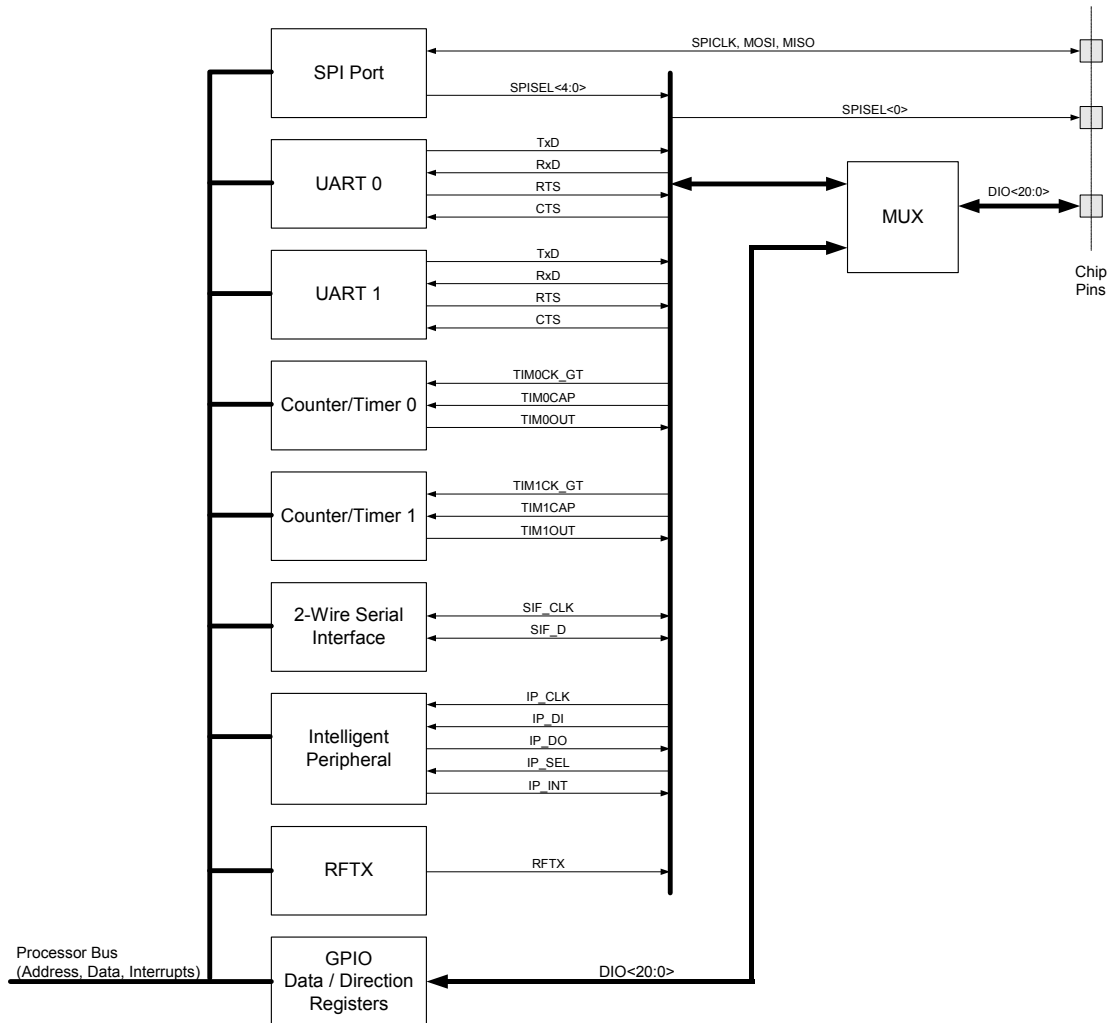 SPI Port
SPICLK, MOSI, MISO
SPISEL<4:0>
SPISEL<0>
UART 0
TxD
RxD
RTS
CTS
MUX
DIO<20:0>
Chip
Pins
UART 1
TxD
RxD
RTS
CTS
Counter/Timer 0
TIM0CK_GT
TIM0CAP
TIM0OUT
Counter/Timer 1
TIM1CK_GT
TIM1CAP
TIM1OUT
2-Wire Serial
Interface
SIF_CLK
SIF_D
Intelligent
Peripheral
IP_CLK
IP_DI
IP_DO
IP_SEL
IP_INT
RFTX
RFTX
Processor Bus
(Address, Data, Interrupts)
GPIO
Data / Direction
Registers
DIO<20:0>